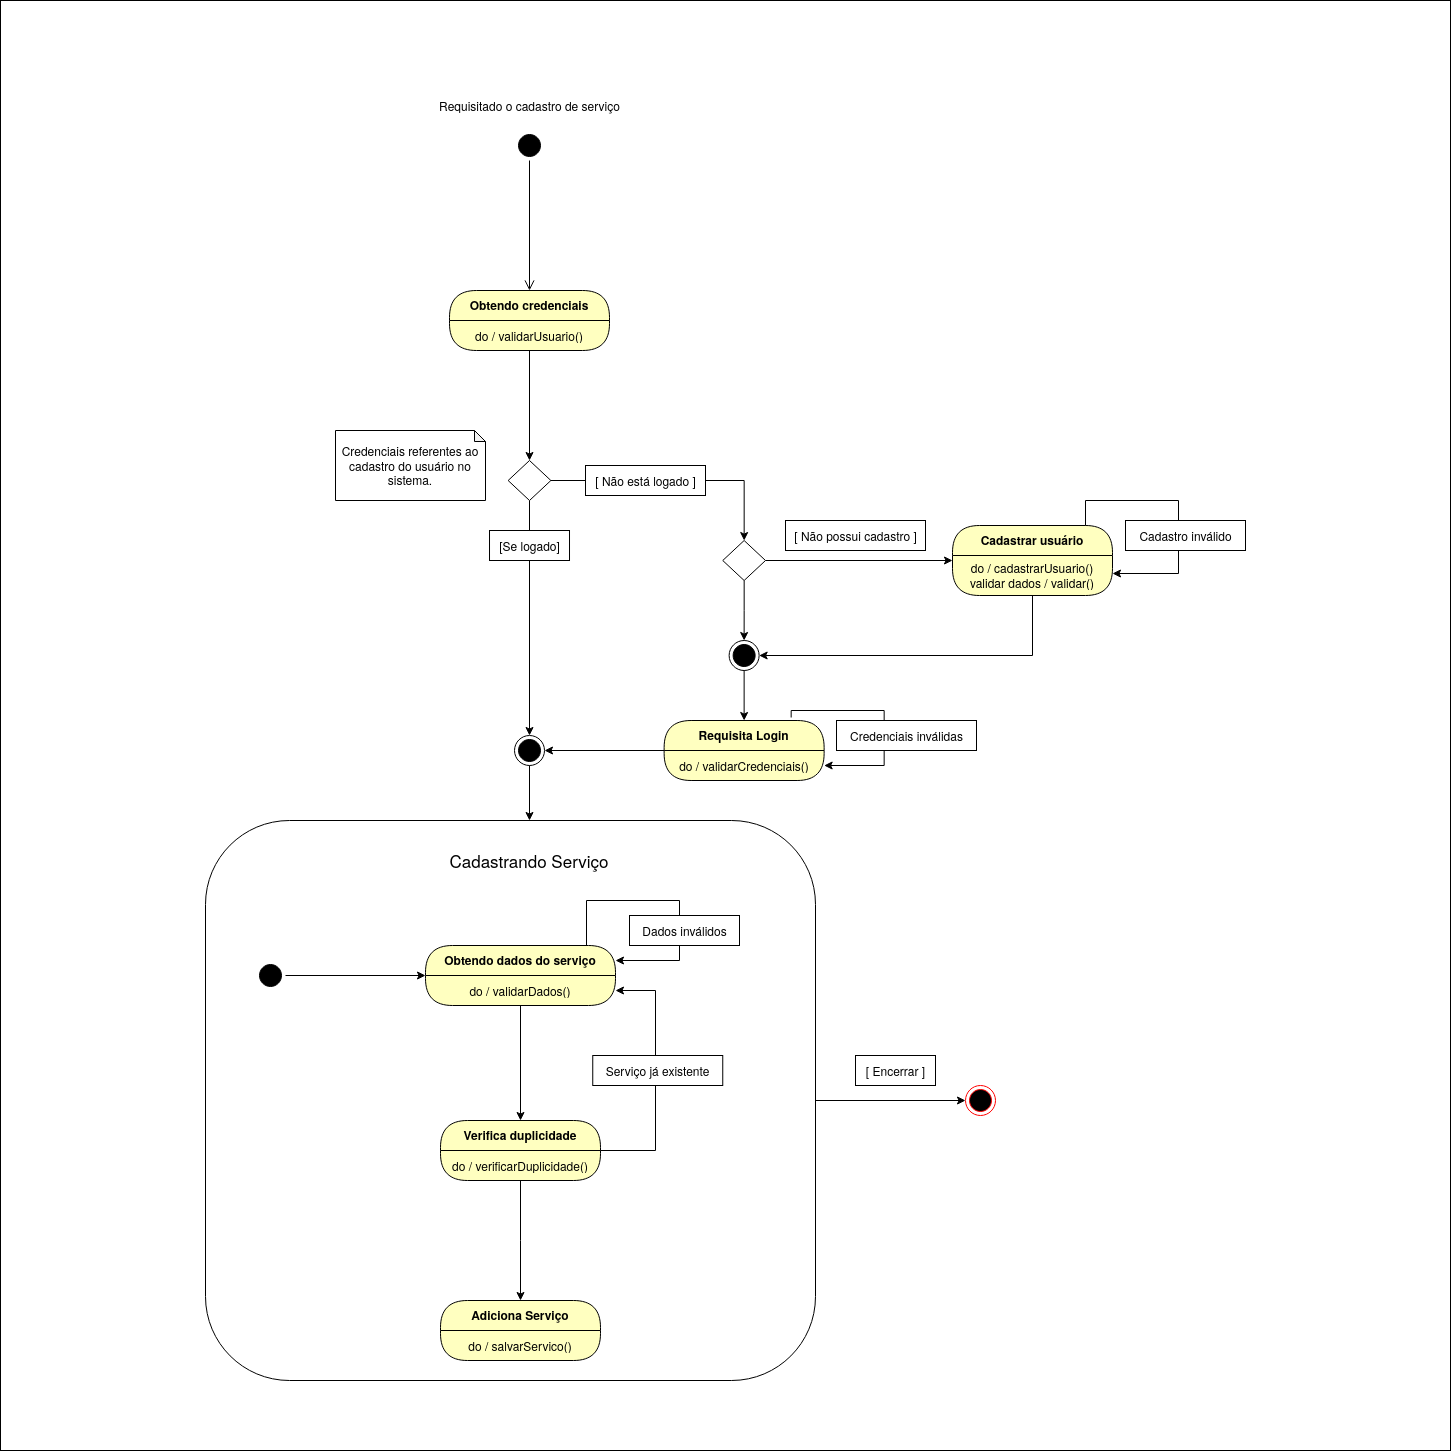 Requisitado o cadastro de serviço
Obtendo credenciais
do / validarUsuario()
Credenciais referentes ao
cadastro do usuário no
sistema.
[ Não está logado ]
[Se logado]
[ Não possui cadastro ]
Cadastrar usuário
do / cadastrarUsuario()
validar dados / validar()
Cadastro inválido
Requisita Login
do / validarCredenciais()
Credenciais inválidas
Cadastrando Serviço
Dados inválidos
Obtendo dados do serviço
do / validarDados()
Serviço já existente
[ Encerrar ]
Verifica duplicidade
do / verificarDuplicidade()
Adiciona Serviço
do / salvarServico()